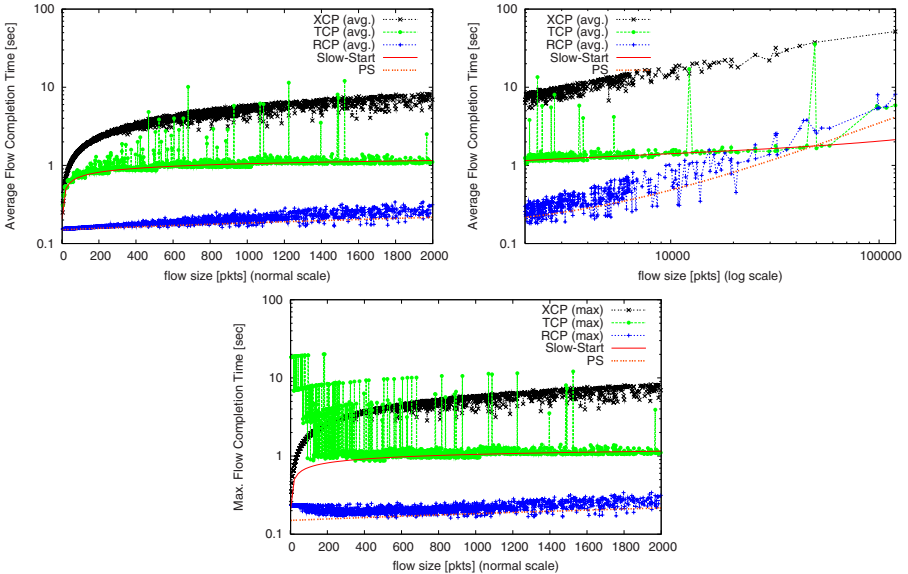 Average Flow Completion Time [sec]
100
10
1
0.1
XCP (avg.)
TCP (avg.)
RCP (avg.)
Slow-Start
PS
0 200 400 600 800 1000 1200 1400 1600 1800 2000
flow size [pkts] (normal scale)
Average Flow Completion Time [sec]
100
10
1
0.1
XCP (avg.)
TCP (avg.)
RCP (avg.)
Slow-Start
PS
10000 100000
flow size [pkts] (log scale)
Max. Flow Completion Time [sec]
100
10
1
0.1
XCP (max)
TCP (max)
RCP (max)
Slow-Start
PS
0 200 400 600 800 1000 1200 1400 1600 1800 2000
flow size [pkts] (normal scale)